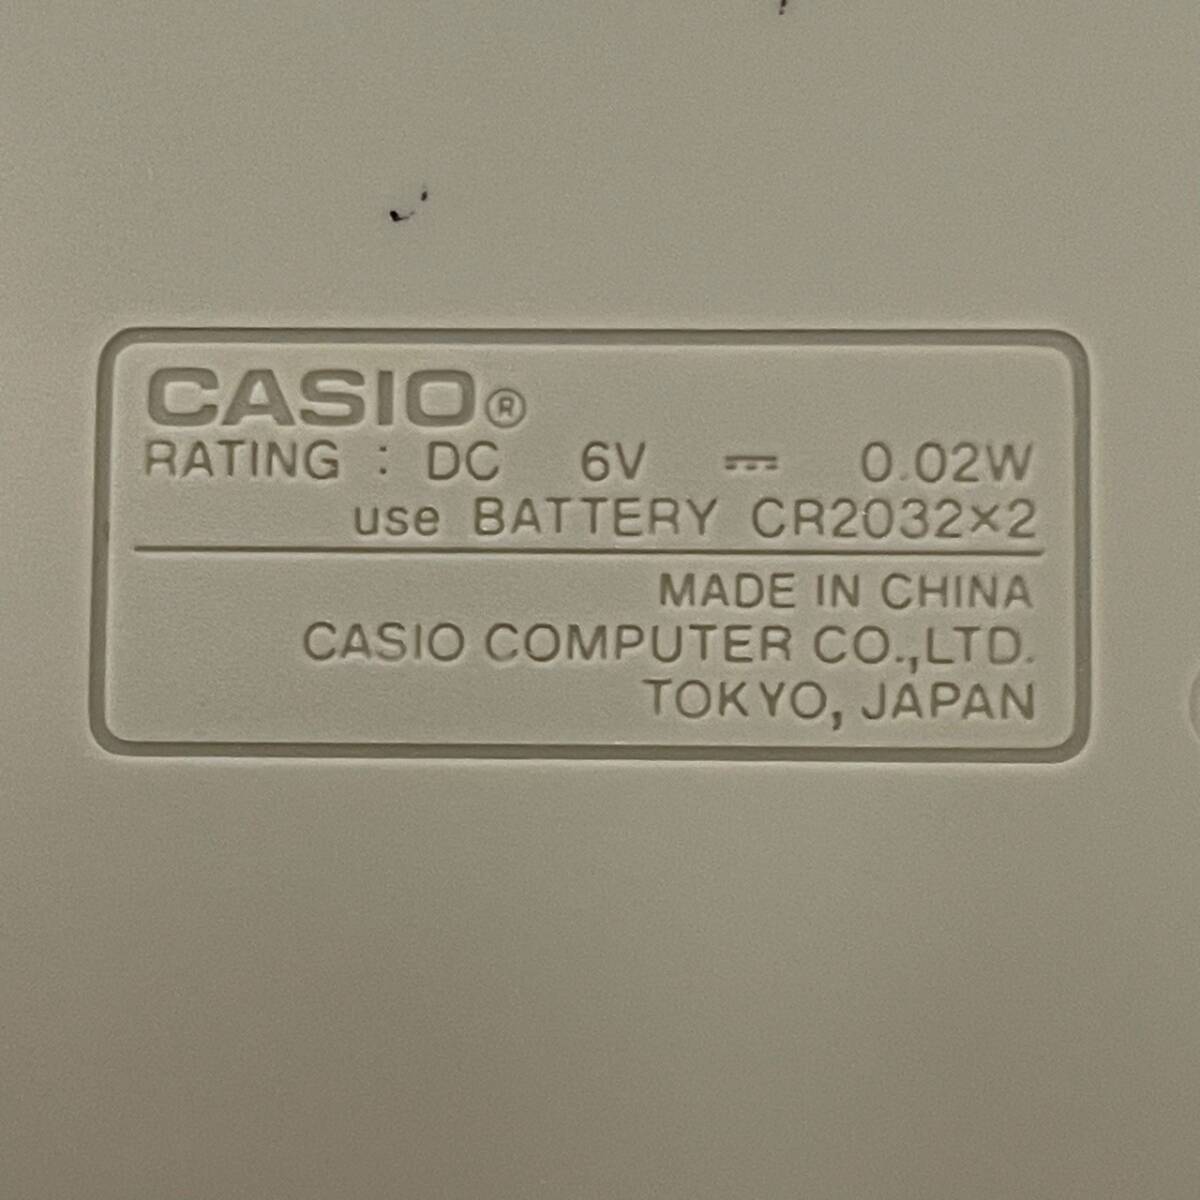 CASIO®
RATING : DC 6V ⎓ 0.02W
use BATTERY CR2032×2
MADE IN CHINA
CASIO COMPUTER CO.,LTD.
TOKYO, JAPAN